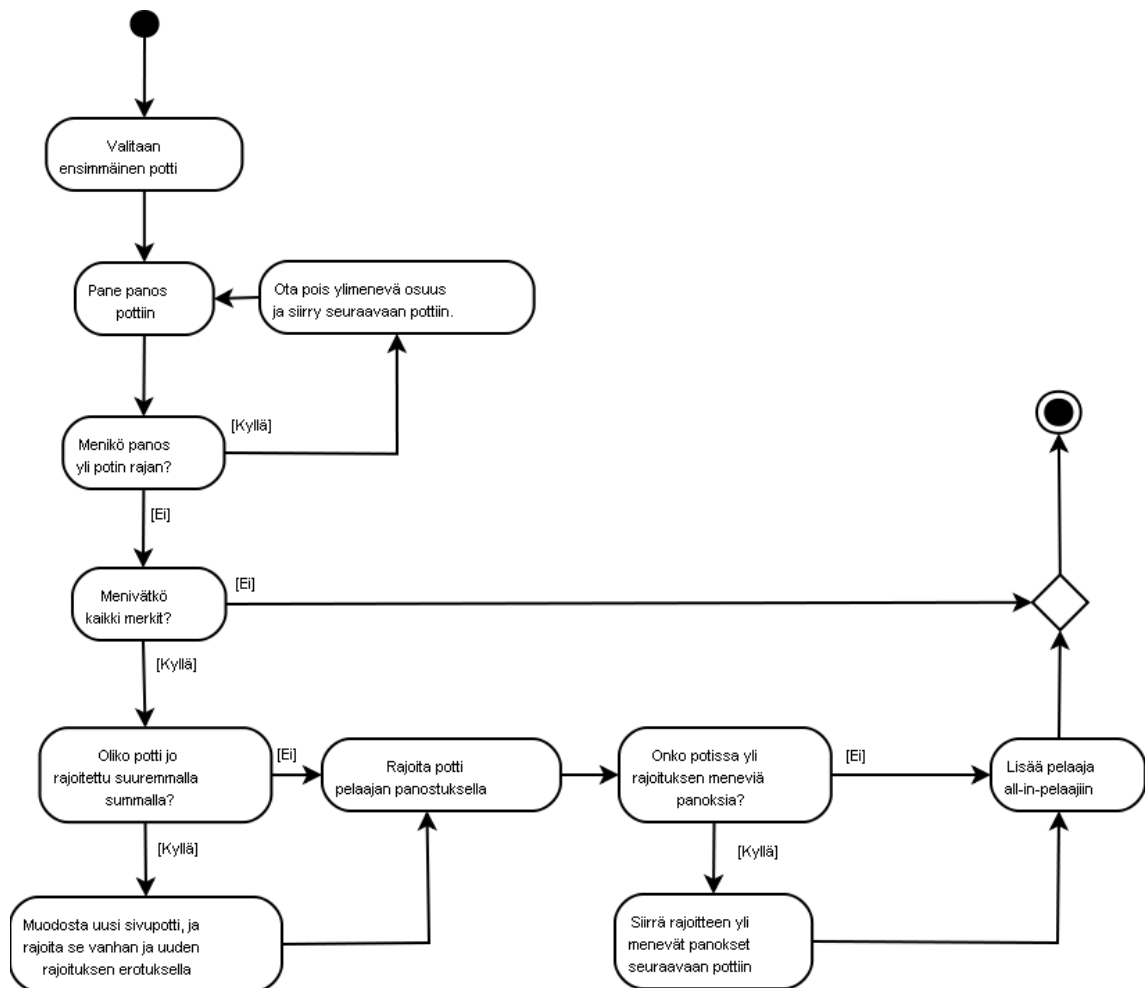 Valitaan
ensimmäinen potti
Pane panos
pottiin
Ota pois ylimenevä osuus
ja siirry seuraavaan pottiin.
[Kyllä]
Menikö panos
yli potin rajan?
[Ei]
Menivätkö
kaikki merkit?
[Ei]
[Kyllä]
Oliko potti jo
rajoitettu suuremmalla
summalla?
[Ei]
Rajoita potti
pelaajan panostuksella
Onko potissa yli
rajoituksen meneviä
panoksia?
[Ei]
Lisää pelaaja
all-in-pelaajiin
[Kyllä]
[Kyllä]
Muodosta uusi sivupotti, ja
rajoita se vanhan ja uuden
rajoituksen erotuksella
Siirrä rajoitteen yli
menevät panokset
seuraavaan pottiin